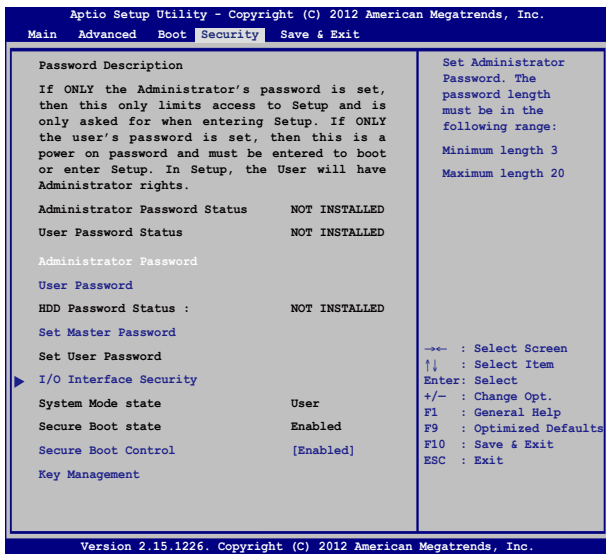 Aptio Setup Utility - Copyright (C) 2012 American Megatrends, Inc.
Main Advanced Boot Security Save & Exit
Password Description
If ONLY the Administrator's password is set,
then this only limits access to Setup and is
only asked for when entering Setup. If ONLY
the user's password is set, then this is a
power on password and must be entered to boot
or enter Setup. In Setup, the User will have
Administrator rights.
Administrator Password Status NOT INSTALLED
User Password Status NOT INSTALLED
Administrator Password
User Password
HDD Password Status : NOT INSTALLED
Set Master Password
Set User Password
I/O Interface Security
System Mode state User
Secure Boot state Enabled
Secure Boot Control [Enabled]
Key Management
Set Administrator
Password. The
password length
must be in the
following range:
Minimum length 3
Maximum length 20
→← : Select Screen
↑↓ : Select Item
Enter: Select
+/— : Change Opt.
F1 : General Help
F9 : Optimized Defaults
F10 : Save & Exit
ESC : Exit
Version 2.15.1226. Copyright (C) 2012 American Megatrends, Inc.